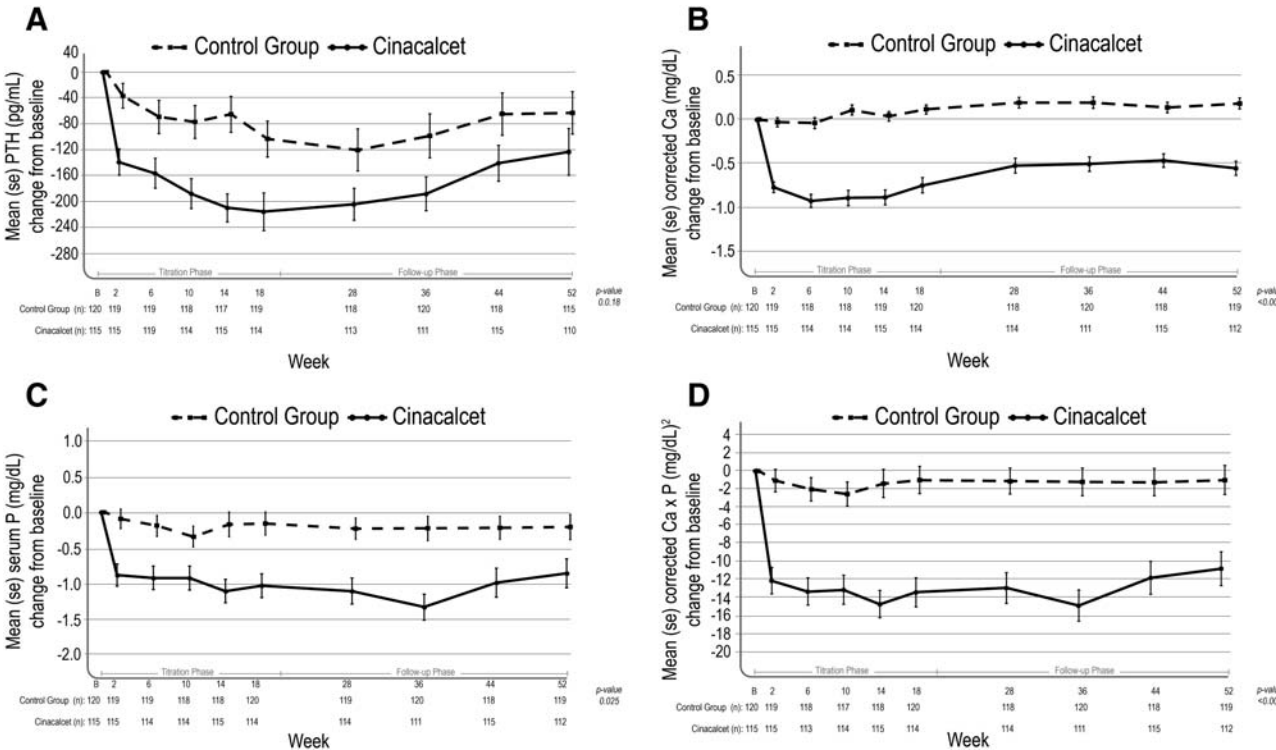 A
Control Group Cinacalcet
Mean (se) PTH (pg/mL)
change from baseline
40
0
-40
-80
-120
-160
-200
-240
-280
Titration Phase Follow-up Phase
B 2 6 10 14 18 28 36 44 52 p-value
0.0.18
Control Group (n): 120 119 119 118 117 119 118 120 118 115
Cinacalcet (n): 115 115 119 114 115 114 113 111 115 110
Week
B
Control Group Cinacalcet
Mean (se) corrected Ca (mg/dL)
change from baseline
0.5
0.0
-0.5
-1.0
-1.5
Titration Phase Follow-up Phase
B 2 6 10 14 18 28 36 44 52 p-value
<0.00
Control Group (n): 120 119 118 118 119 120 118 120 118 119
Cinacalcet (n): 115 115 114 114 115 114 114 111 115 112
Week
C
Control Group Cinacalcet
Mean (se) serum P (mg/dL)
change from baseline
1.0
0.5
0.0
-0.5
-1.0
-1.5
-2.0
Titration Phase Follow-up Phase
B 2 6 10 14 18 28 36 44 52 p-value
0.025
Control Group (n): 120 119 119 118 118 120 119 120 118 119
Cinacalcet (n): 115 115 114 114 115 114 114 111 115 112
Week
D
Control Group Cinacalcet
Mean (se) corrected Ca x P (mg/dL)²
change from baseline
4
2
0
-2
-4
-6
-8
-10
-12
-14
-16
-18
-20
Titration Phase Follow-up Phase
B 2 6 10 14 18 28 36 44 52 p-value
<0.00
Control Group (n): 120 119 118 117 118 120 118 120 118 119
Cinacalcet (n): 115 115 113 114 115 114 114 111 115 112
Week